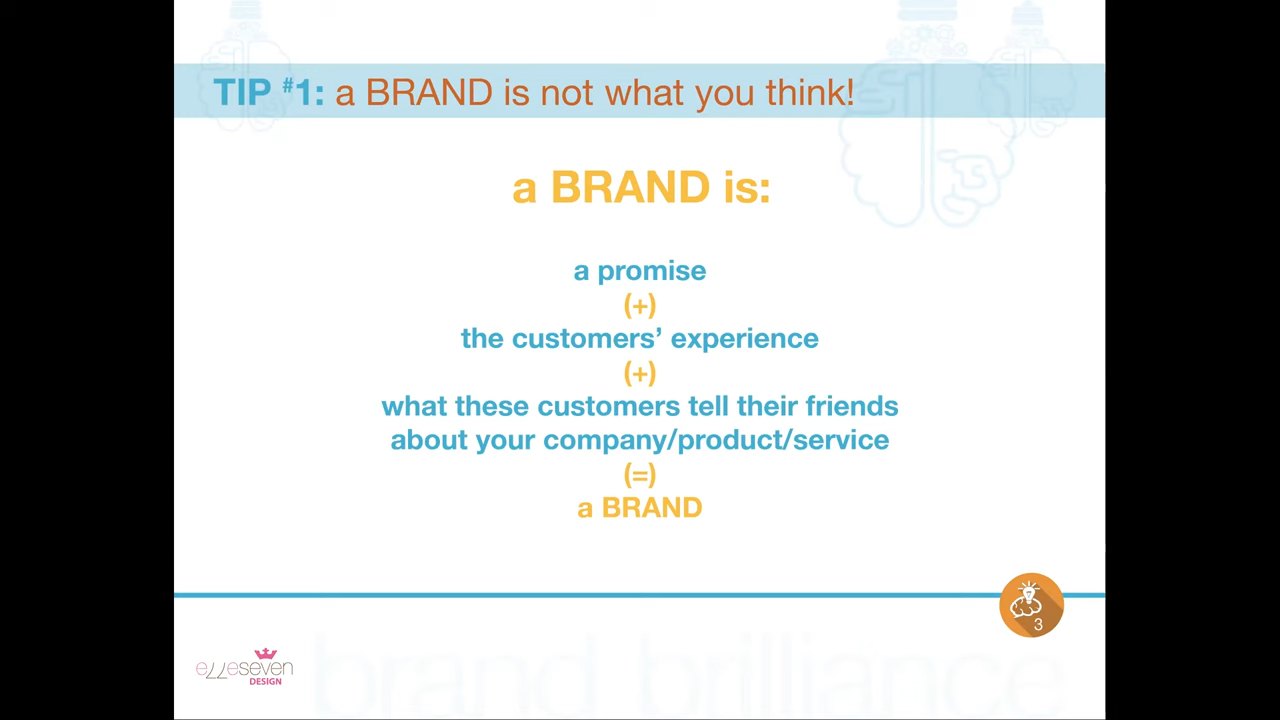 TIP #1: a BRAND is not what you think!
a BRAND is:
a promise
(+)
the customers’ experience
(+)
what these customers tell their friends
about your company/product/service
(=)
a BRAND
3
elleseven
DESIGN
brand brilliance